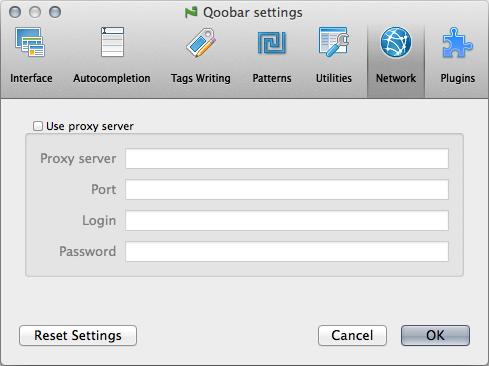 Qoobar settings
Interface Autocompletion Tags Writing Patterns Utilities Network Plugins
Use proxy server
Proxy server
Port
Login
Password
Reset Settings Cancel OK